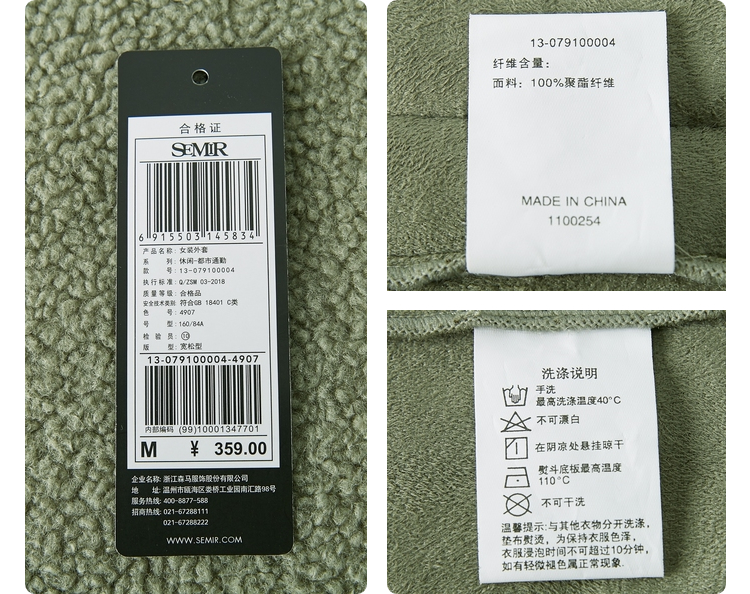 合格证
SEMIR
6 915503 145834
产品名称: 女装外套
系 列: 休闲-都市通勤
款 号: 13-079100004
执行标准: Q/ZSM 03-2018
质量等级: 合格品
安全技术类别 符合GB 18401 C类
色 号: 4907
号 型: 160/84A
检验员: ⑩
版 型: 宽松型
13-079100004-4907
内部编码 (99)10001347701
M ¥ 359.00
企业名称: 浙江森马服饰股份有限公司
地 址: 温州市瓯海区娄桥工业园南汇路98号
服务热线: 400-8877-588
招商热线: 021-67288111
021-67288222
WWW.SEMIR.COM
13-079100004
纤维含量:
面料: 100%聚酯纤维
MADE IN CHINA
1100254
洗涤说明
手洗
最高洗涤温度40°C
不可漂白
在阴凉处悬挂晾干
熨斗底板最高温度
110°C
不可干洗
温馨提示:与其他衣物分开洗涤,
垫布熨烫,为保持衣服色泽,
衣服浸泡时间不可超过10分钟,
如有轻微褪色属正常现象.